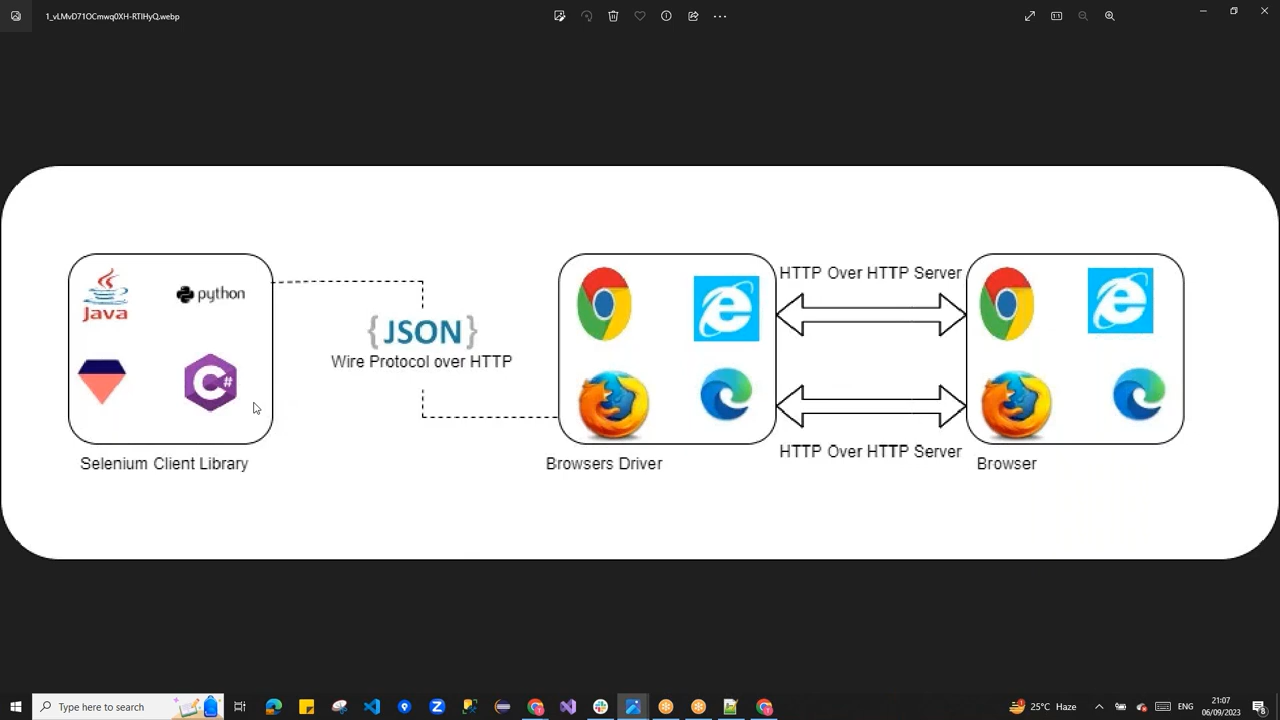 1_vLMvD71OCmwq0XH-RTIHyQ.webp
HTTP Over HTTP Server
Java
python
{JSON}
Wire Protocol over HTTP
C#
HTTP Over HTTP Server
Selenium Client Library
Browsers Driver
Browser
Type here to search
25°C Haze
ENG
21:07
06/09/2023